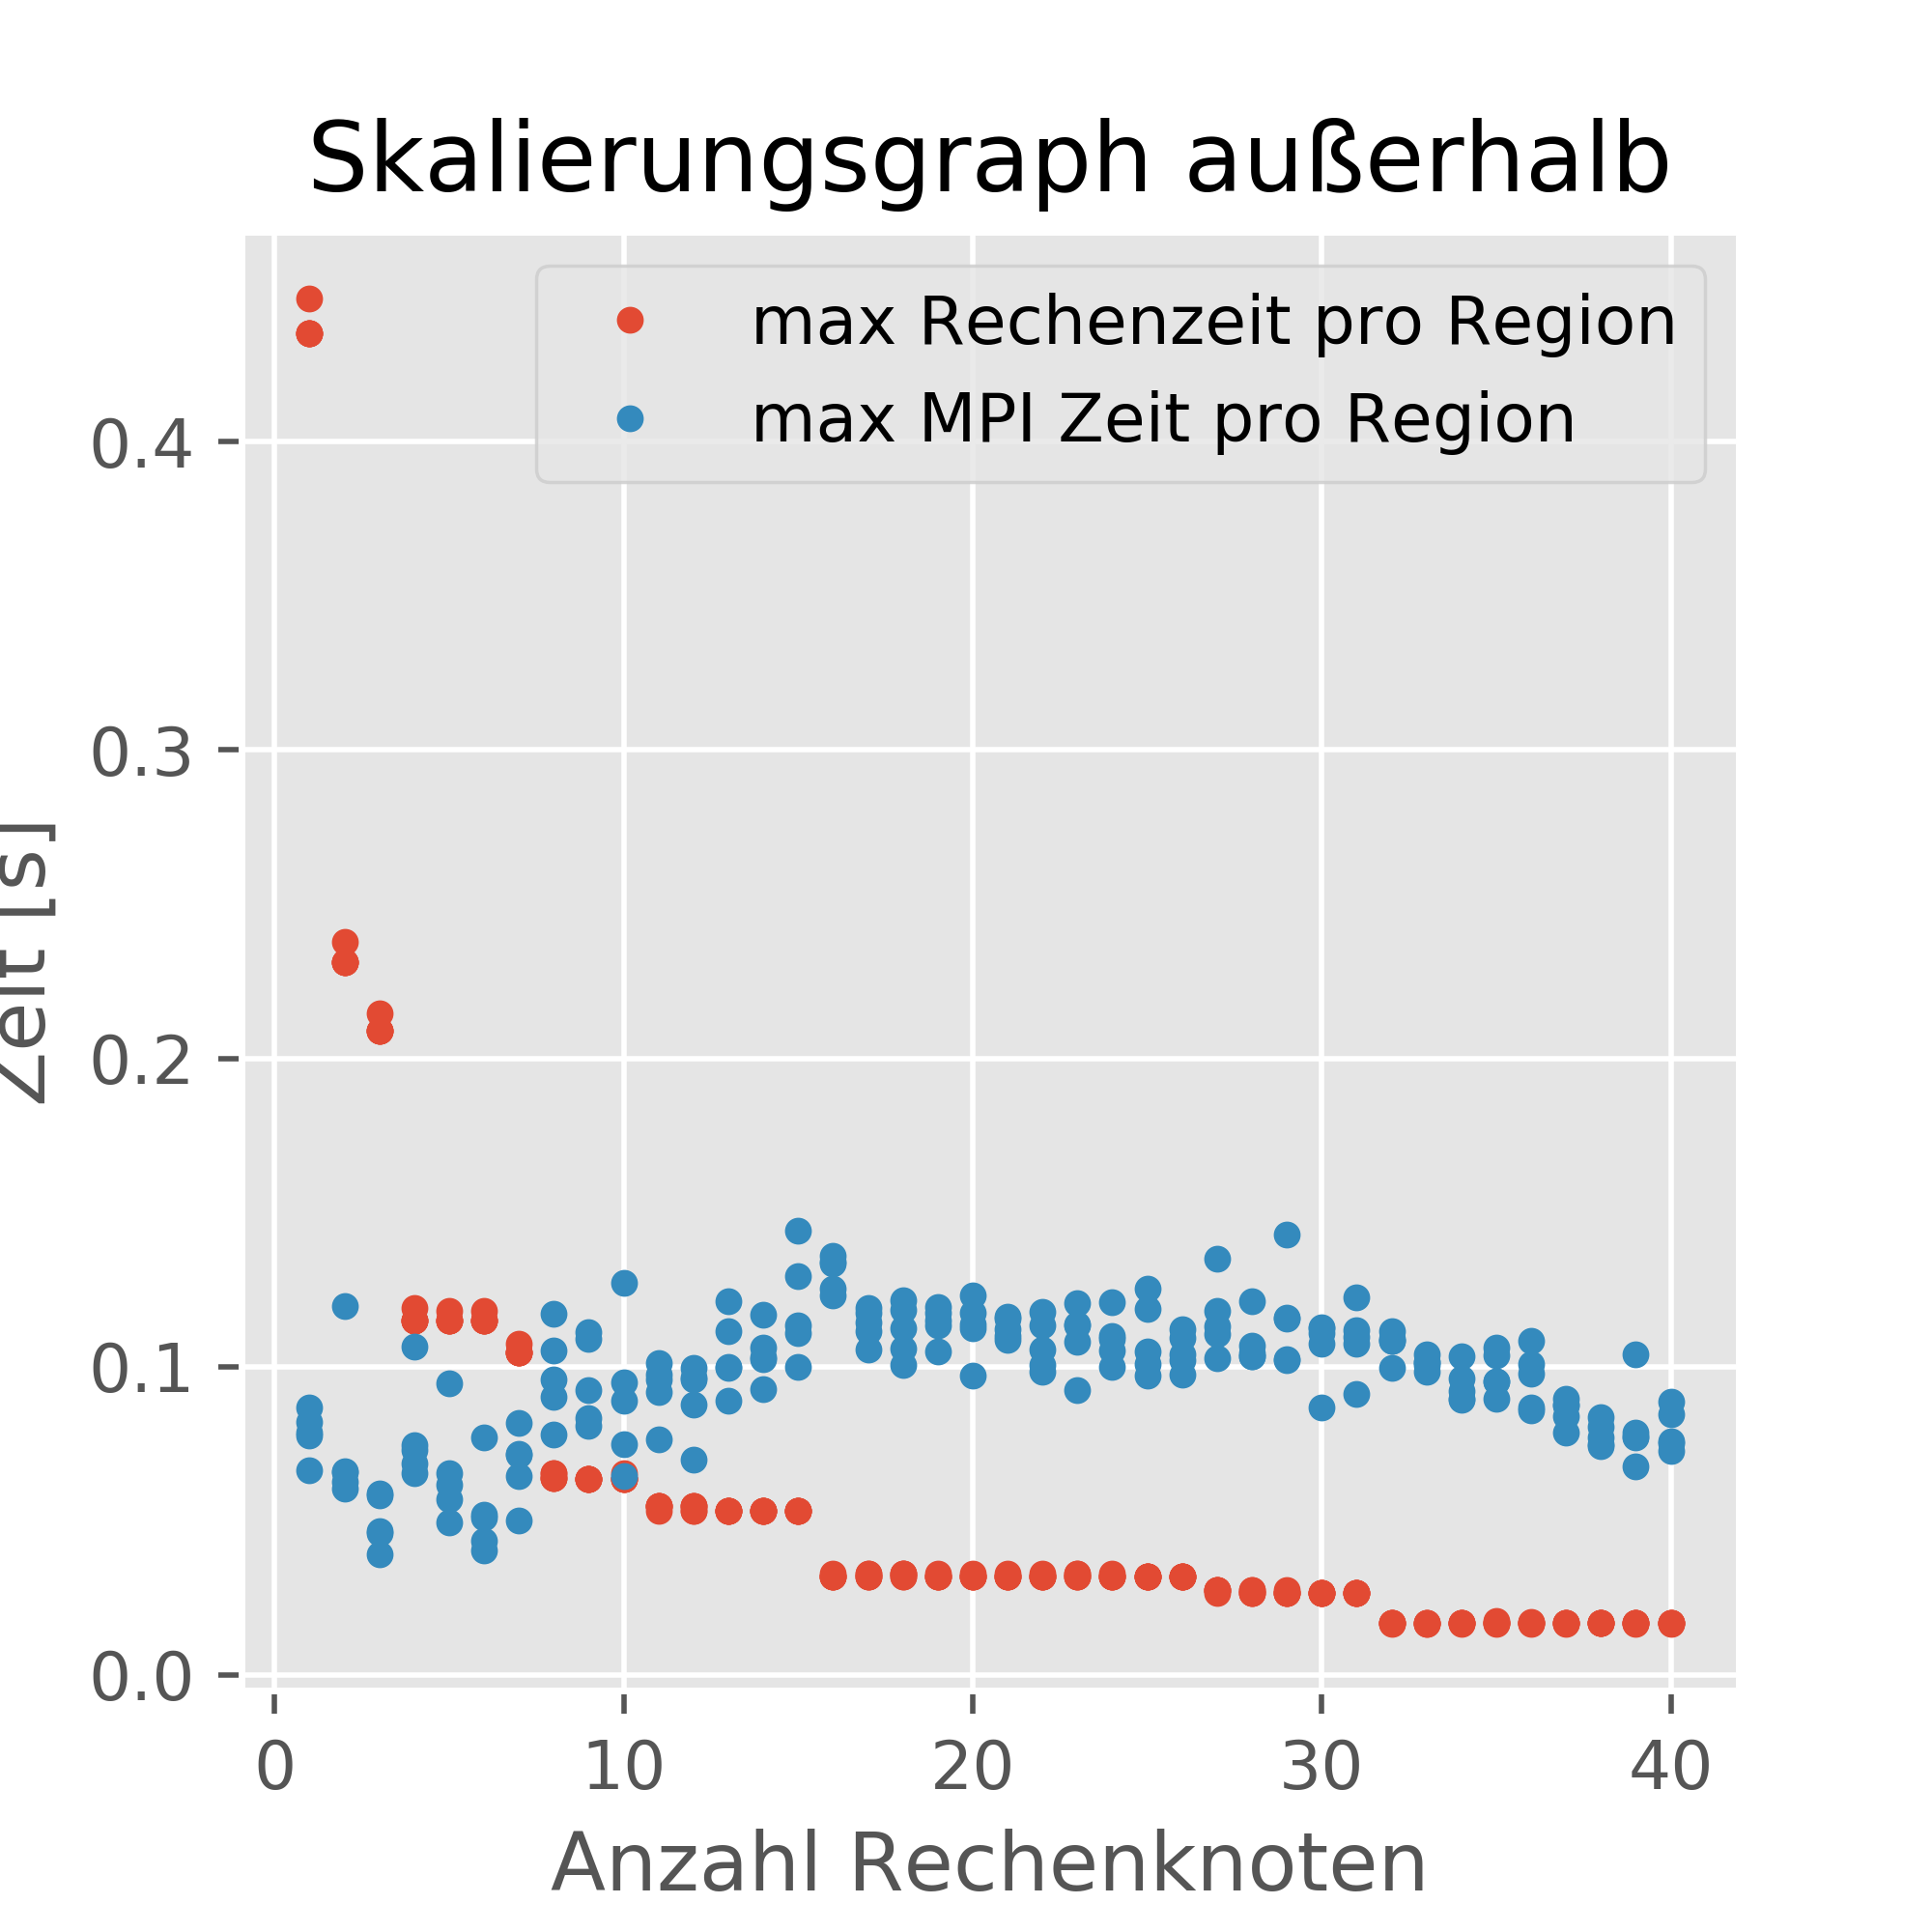 Skalierungsgraph außerhalb
max Rechenzeit pro Region
max MPI Zeit pro Region
0.4
0.3
0.2
0.1
0.0
Zeit [s]
0 10 20 30 40
Anzahl Rechenknoten